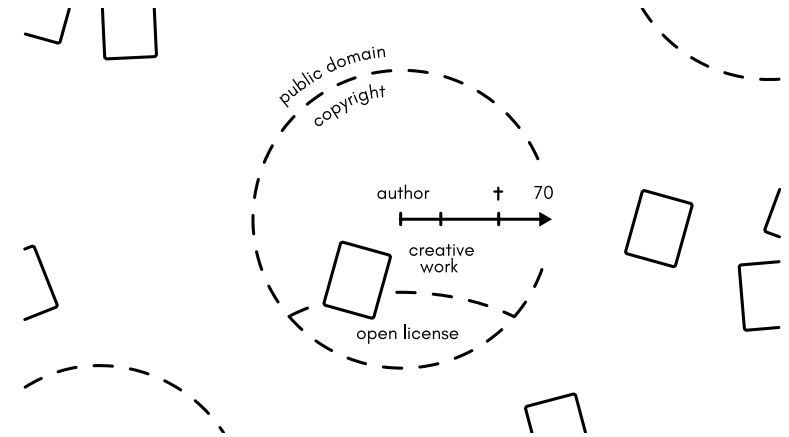 public domain
copyright
author † 70
creative
work
open license